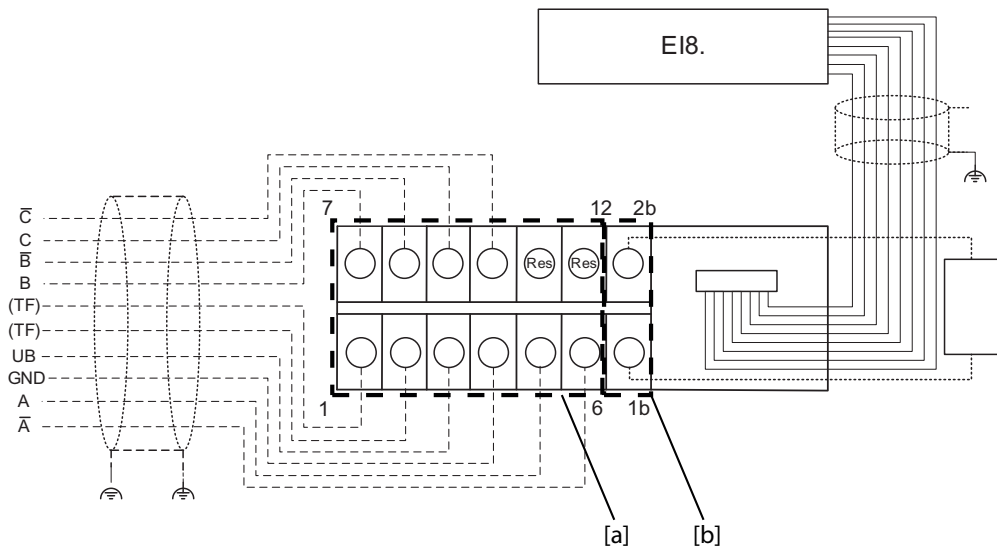 EI8.
C̅
C
B̅
B
(TF)
(TF)
UB
GND
A
A̅
7 12 2b
Res Res
1 6 1b
[a] [b]